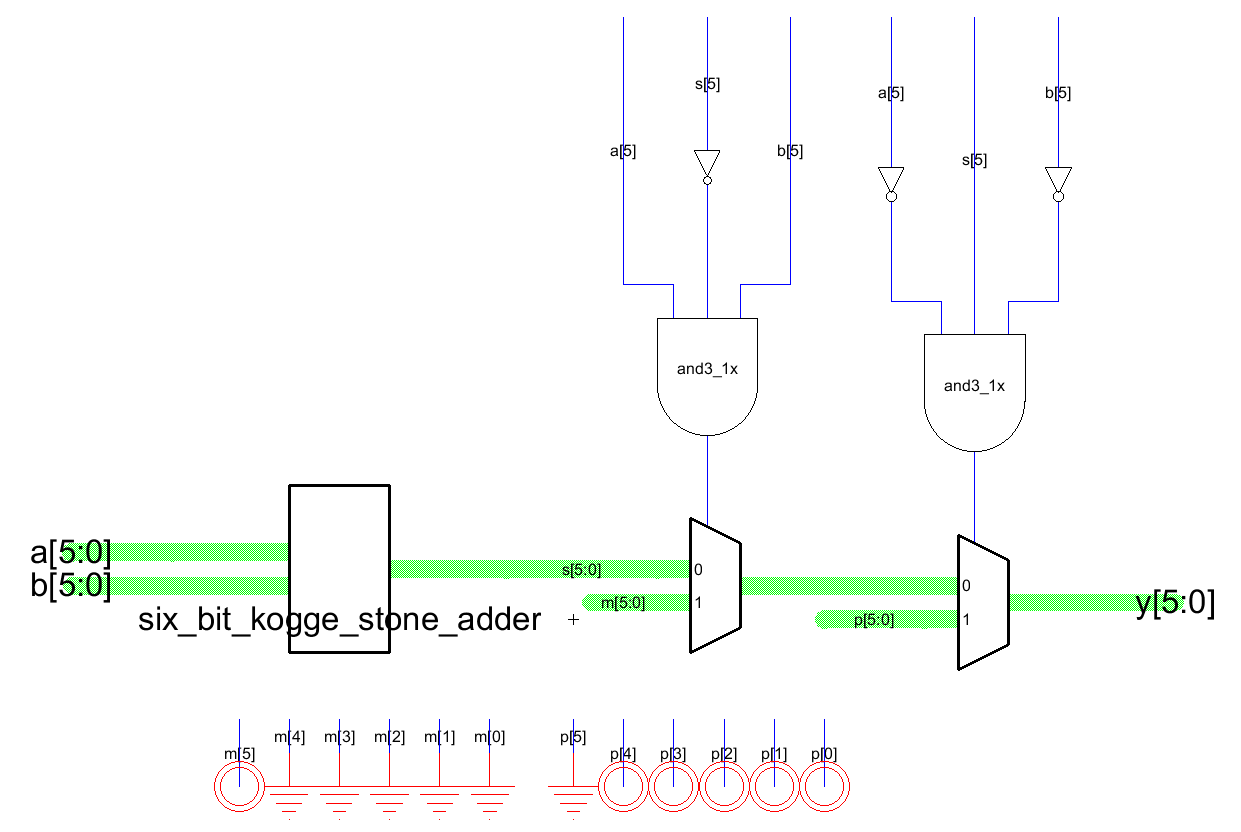 s[5]
a[5]
b[5]
a[5]
b[5]
s[5]
and3_1x
and3_1x
a[5:0]
b[5:0]
s[5:0]
0
m[5:0]
1
0
p[5:0]
1
y[5:0]
six_bit_kogge_stone_adder
m[5]
m[4]
m[3]
m[2]
m[1]
m[0]
p[5]
p[4]
p[3]
p[2]
p[1]
p[0]